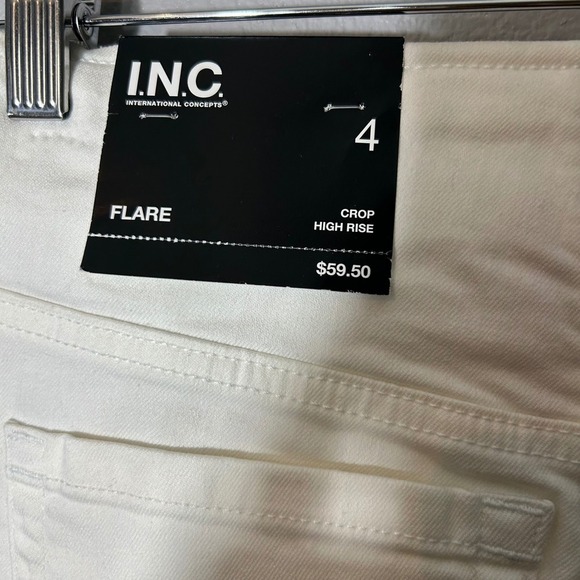 I.N.C.
INTERNATIONAL CONCEPTS®
4
FLARE
CROP
HIGH RISE
$59.50